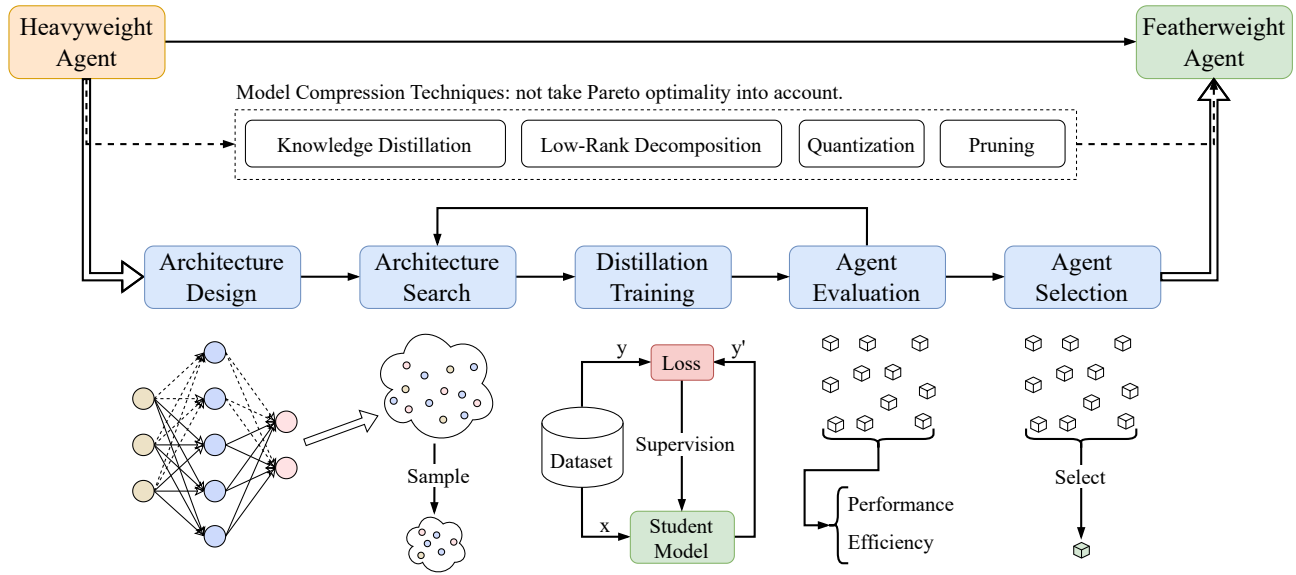 Heavyweight
Agent
Featherweight
Agent
Model Compression Techniques: not take Pareto optimality into account.
Knowledge Distillation
Low-Rank Decomposition
Quantization
Pruning
Architecture
Design
Architecture
Search
Distillation
Training
Agent
Evaluation
Agent
Selection
Sample
y
y'
Loss
Dataset
Supervision
x
Student
Model
Performance
Efficiency
Select